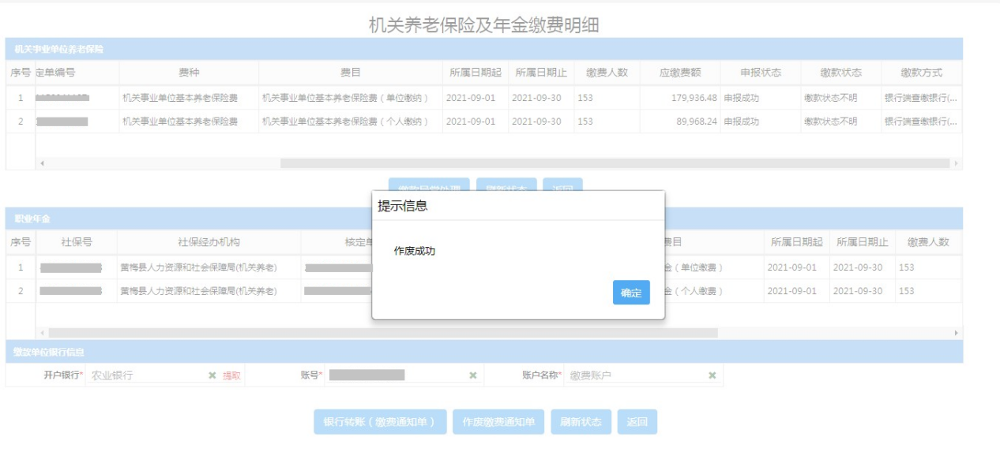 机关养老保险及年金缴费明细
机关事业单位养老保险
序号 定单编号 费种 费目 所属日期起 所属日期止 缴费人数 应缴费额 申报状态 缴款状态 缴款方式
1 机关事业单位基本养老保险费 机关事业单位基本养老保险费（单位缴纳） 2021-09-01 2021-09-30 153 179,936.48 申报成功 缴款状态不明 银行端查缴银行(...
2 机关事业单位基本养老保险费 机关事业单位基本养老保险费（个人缴纳） 2021-09-01 2021-09-30 153 89,968.24 申报成功 缴款状态不明 银行端查缴银行(...
缴款异常处理 刷新状态 返回
提示信息
作废成功
确定
职业年金
序号 社保号 社保经办机构 核定单 费目 所属日期起 所属日期止 缴费人数
1 黄梅县人力资源和社会保障局(机关养老) 金（单位缴费） 2021-09-01 2021-09-30 153
2 黄梅县人力资源和社会保障局(机关养老) 金（个人缴费） 2021-09-01 2021-09-30 153
缴款单位银行信息
开户银行* 农业银行 提取 账号* 账户名称* 缴费账户
银行转账（缴费通知单） 作废缴费通知单 刷新状态 返回